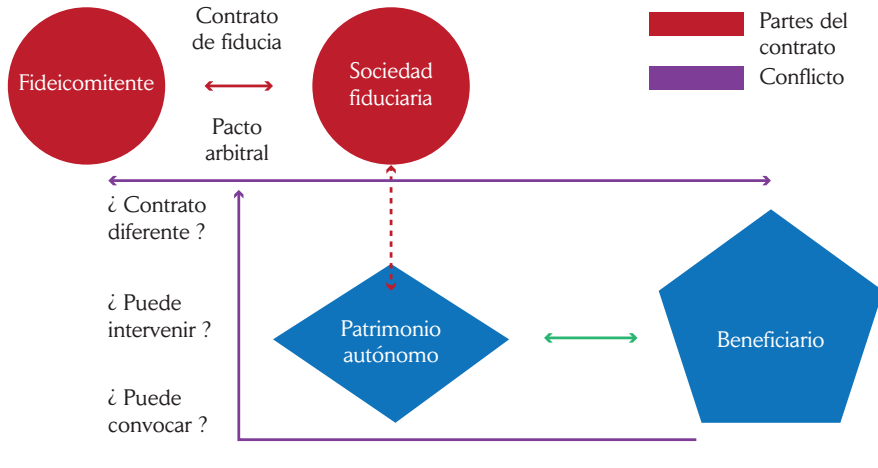 Contrato
de fiducia
Fideicomitente
Sociedad
fiduciaria
Pacto
arbitral
Partes del
contrato
Conflicto
¿ Contrato
diferente ?
¿ Puede
intervenir ?
¿ Puede
convocar ?
Patrimonio
autónomo
Beneficiario